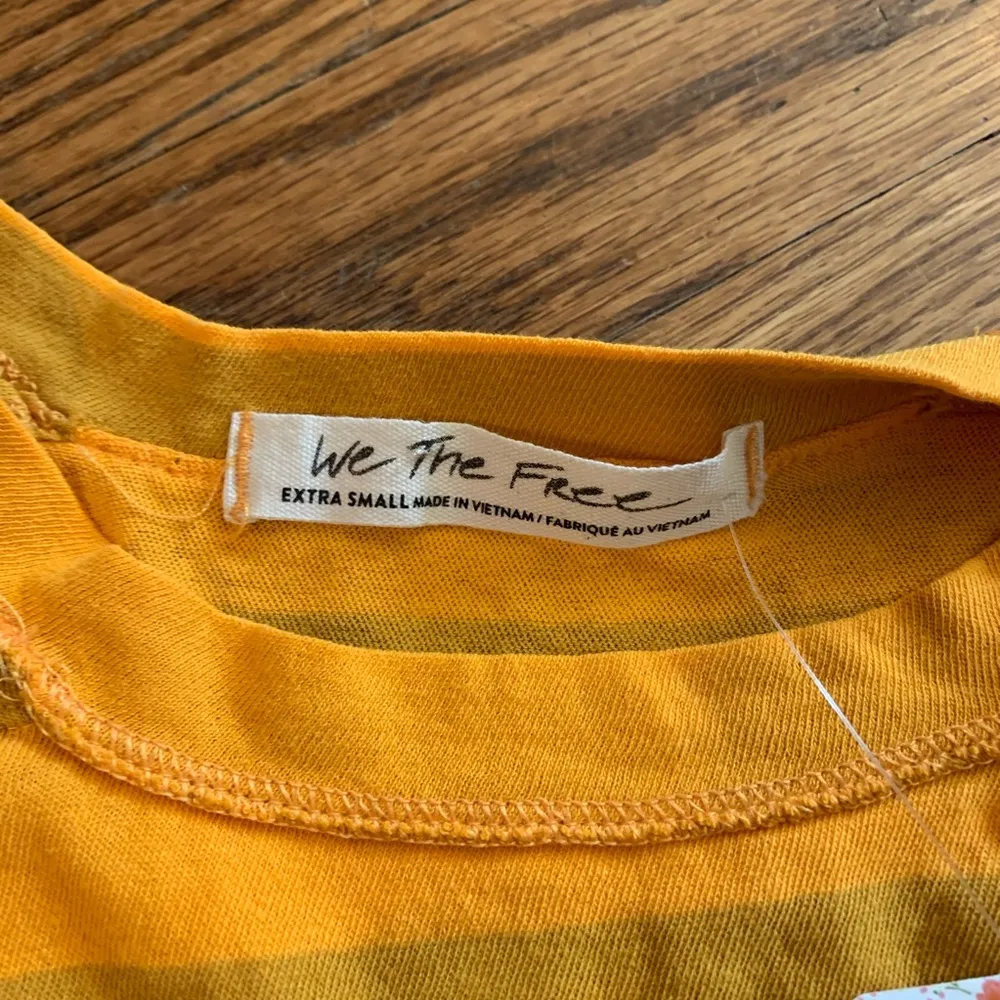 We The Free
EXTRA SMALL MADE IN VIETNAM / FABRIQUÉ AU VIETNAM